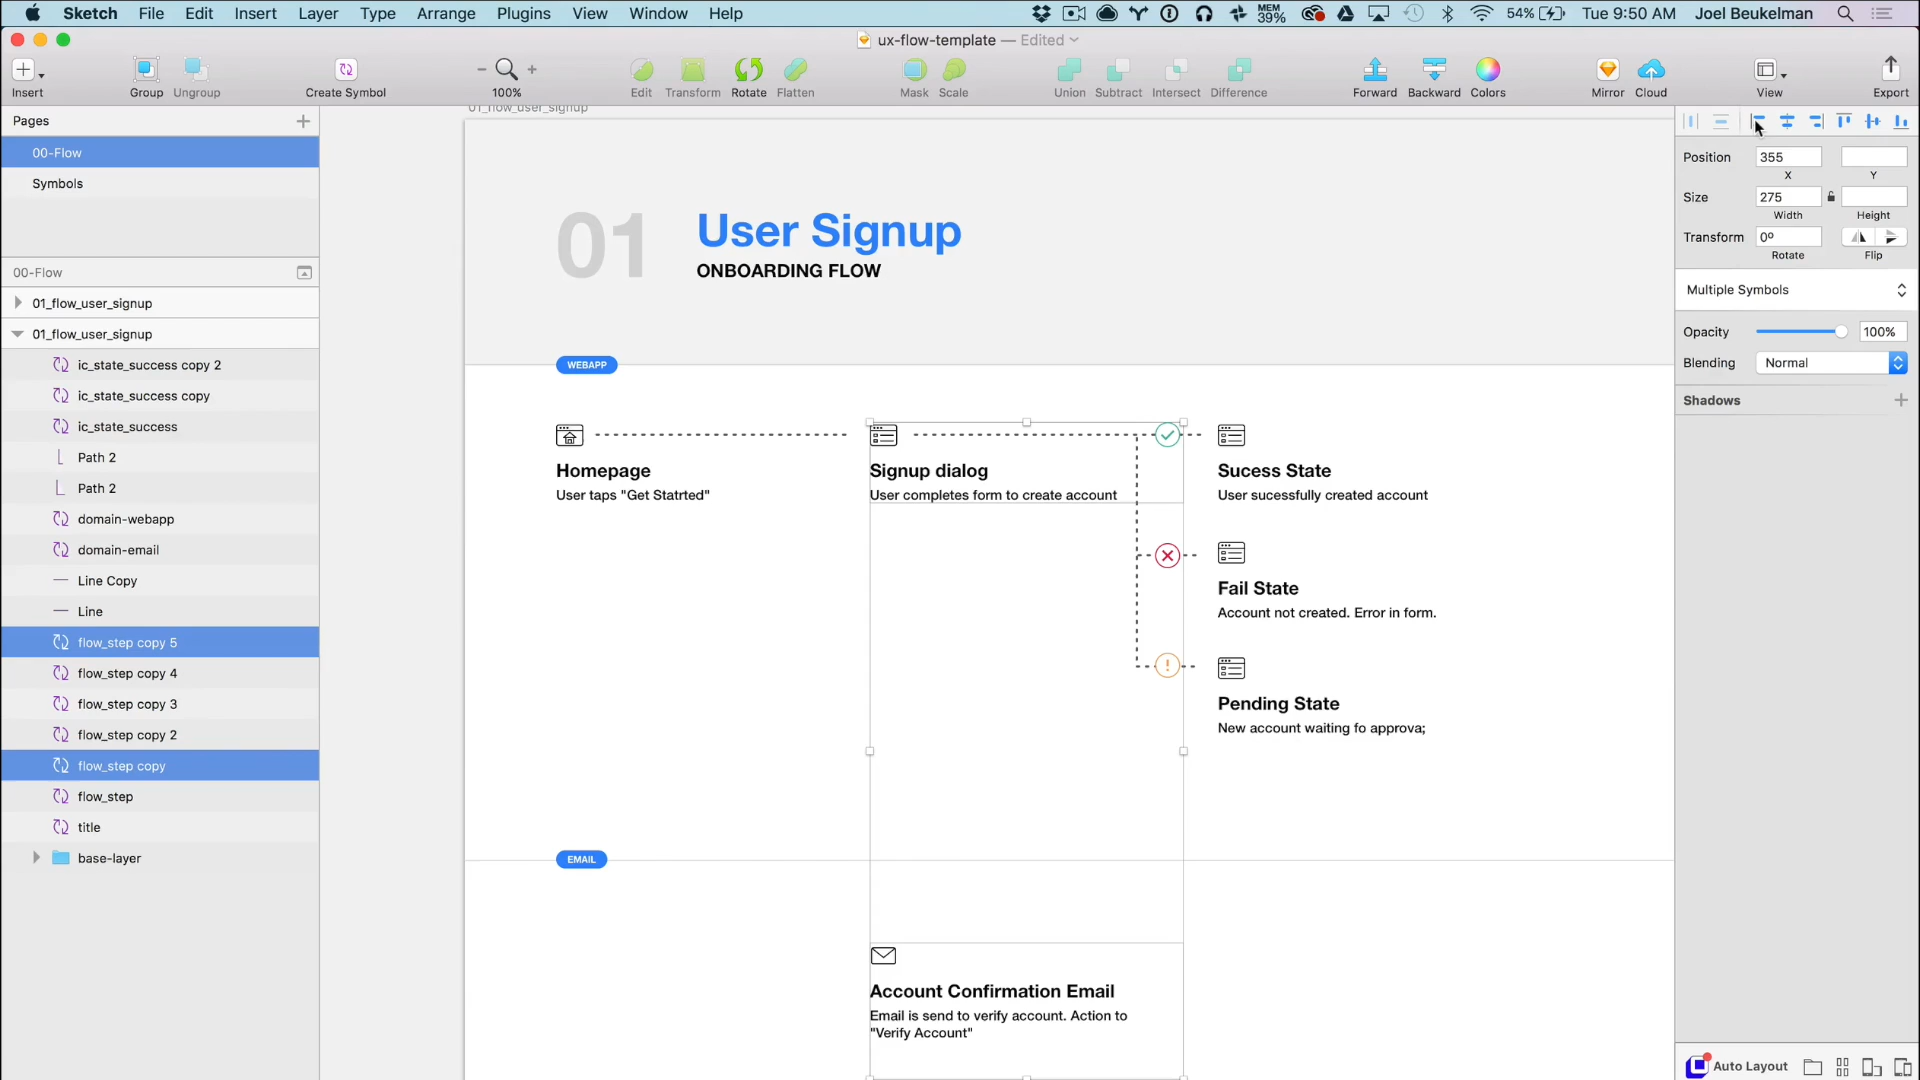 Sketch File Edit Insert Layer Type Arrange Plugins View Window Help MEM 39% 54% Tue 9:50 AM Joel Beukelman
ux-flow-template — Edited
Insert Group Ungroup Create Symbol 100% Edit Transform Rotate Flatten Mask Scale Union Subtract Intersect Difference Forward Backward Colors Mirror Cloud View Export
Pages
00-Flow
Symbols
00-Flow
01_flow_user_signup
01_flow_user_signup
ic_state_success copy 2
ic_state_success copy
ic_state_success
Path 2
Path 2
domain-webapp
domain-email
Line Copy
Line
flow_step copy 5
flow_step copy 4
flow_step copy 3
flow_step copy 2
flow_step copy
flow_step
title
base-layer
01_flow_user_signup
01
User Signup
ONBOARDING FLOW
WEBAPP
Homepage
User taps "Get Statrted"
Signup dialog
User completes form to create account
Sucess State
User sucessfully created account
Fail State
Account not created. Error in form.
Pending State
New account waiting fo approva;
EMAIL
Account Confirmation Email
Email is send to verify account. Action to
"Verify Account"
Position 355
X Y
Size 275
Width Height
Transform 0º
Rotate Flip
Multiple Symbols
Opacity 100%
Blending Normal
Shadows
Auto Layout